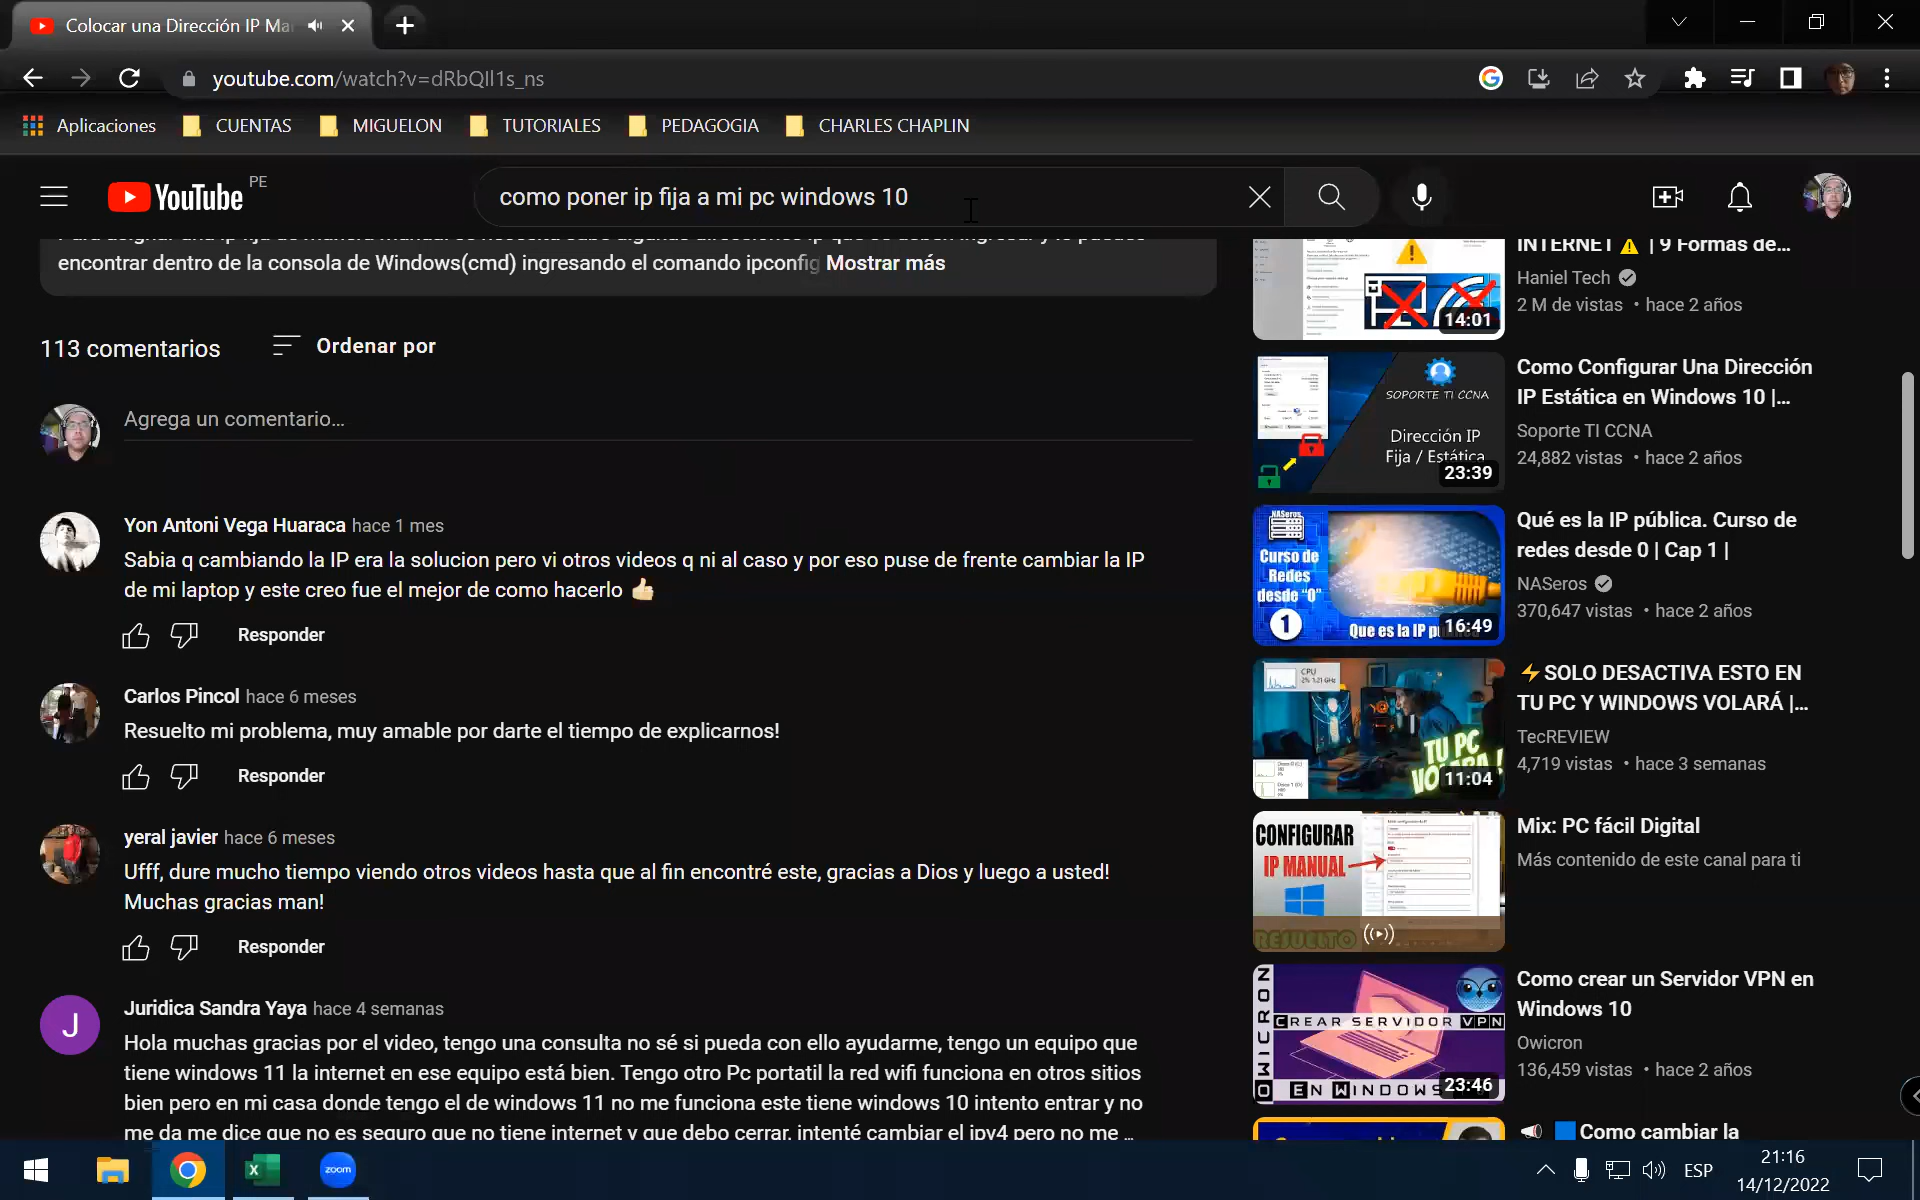 Colocar una Dirección IP Ma
youtube.com/watch?v=dRbQIl1s_ns
Aplicaciones
CUENTAS
MIGUELON
TUTORIALES
PEDAGOGIA
CHARLES CHAPLIN
YouTube PE
como poner ip fija a mi pc windows 10
encontrar dentro de la consola de Windows(cmd) ingresando el comando ipconfig Mostrar más
113 comentarios
Ordenar por
Agrega un comentario...
Yon Antoni Vega Huaraca hace 1 mes
Sabia q cambiando la IP era la solucion pero vi otros videos q ni al caso y por eso puse de frente cambiar la IP
de mi laptop y este creo fue el mejor de como hacerlo 👍🏻
Responder
Carlos Pincol hace 6 meses
Resuelto mi problema, muy amable por darte el tiempo de explicarnos!
Responder
yeral javier hace 6 meses
Ufff, dure mucho tiempo viendo otros videos hasta que al fin encontré este, gracias a Dios y luego a usted!
Muchas gracias man!
Responder
J
Juridica Sandra Yaya hace 4 semanas
Hola muchas gracias por el video, tengo una consulta no sé si pueda con ello ayudarme, tengo un equipo que
tiene windows 11 la internet en ese equipo está bien. Tengo otro Pc portatil la red wifi funciona en otros sitios
bien pero en mi casa donde tengo el de windows 11 no me funciona este tiene windows 10 intento entrar y no
me da me dice que no es seguro que no tiene internet y que debo cerrar. intenté cambiar el ipv4 pero no me ...
14:01
INTERNET ⚠️ | 9 Formas de...
Haniel Tech
2 M de vistas • hace 2 años
SOPORTE TI CCNA
Dirección IP
Fija / Estática
23:39
Como Configurar Una Dirección
IP Estática en Windows 10 |...
Soporte TI CCNA
24,882 vistas • hace 2 años
NASeros
Curso de
Redes
desde "0"
1
Que es la IP
16:49
Qué es la IP pública. Curso de
redes desde 0 | Cap 1 |
NASeros
370,647 vistas • hace 2 años
CPU
TU PC
VOLARÁ !
11:04
⚡SOLO DESACTIVA ESTO EN
TU PC Y WINDOWS VOLARÁ |...
TecREVIEW
4,719 vistas • hace 3 semanas
CONFIGURAR
IP MANUAL
RESUELTO
Mix: PC fácil Digital
Más contenido de este canal para ti
OWICRON
CREAR SERVIDOR VPN
EN WINDOWS
23:46
Como crear un Servidor VPN en
Windows 10
Owicron
136,459 vistas • hace 2 años
Como cambiar la
zoom
ESP
21:16
14/12/2022